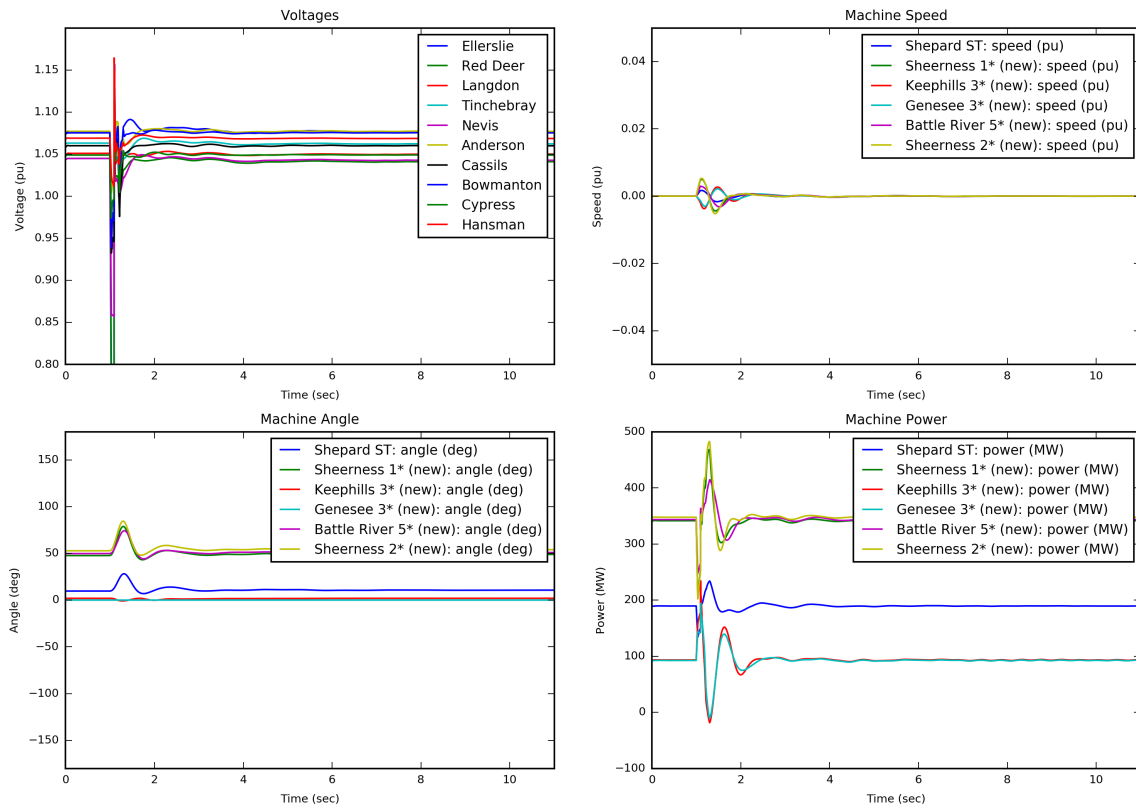 Voltages
Voltage (pu)
1.15
1.10
1.05
1.00
0.95
0.90
0.85
0.80
Ellerslie
Red Deer
Langdon
Tinchebray
Nevis
Anderson
Cassils
Bowmanton
Cypress
Hansman
0 2 4 6 8 10
Time (sec)
Machine Speed
Speed (pu)
0.04
0.02
0.00
−0.02
−0.04
Shepard ST: speed (pu)
Sheerness 1* (new): speed (pu)
Keephills 3* (new): speed (pu)
Genesee 3* (new): speed (pu)
Battle River 5* (new): speed (pu)
Sheerness 2* (new): speed (pu)
0 2 4 6 8 10
Time (sec)
Machine Angle
Angle (deg)
150
100
50
0
−50
−100
−150
Shepard ST: angle (deg)
Sheerness 1* (new): angle (deg)
Keephills 3* (new): angle (deg)
Genesee 3* (new): angle (deg)
Battle River 5* (new): angle (deg)
Sheerness 2* (new): angle (deg)
0 2 4 6 8 10
Time (sec)
Machine Power
Power (MW)
500
400
300
200
100
0
−100
Shepard ST: power (MW)
Sheerness 1* (new): power (MW)
Keephills 3* (new): power (MW)
Genesee 3* (new): power (MW)
Battle River 5* (new): power (MW)
Sheerness 2* (new): power (MW)
0 2 4 6 8 10
Time (sec)